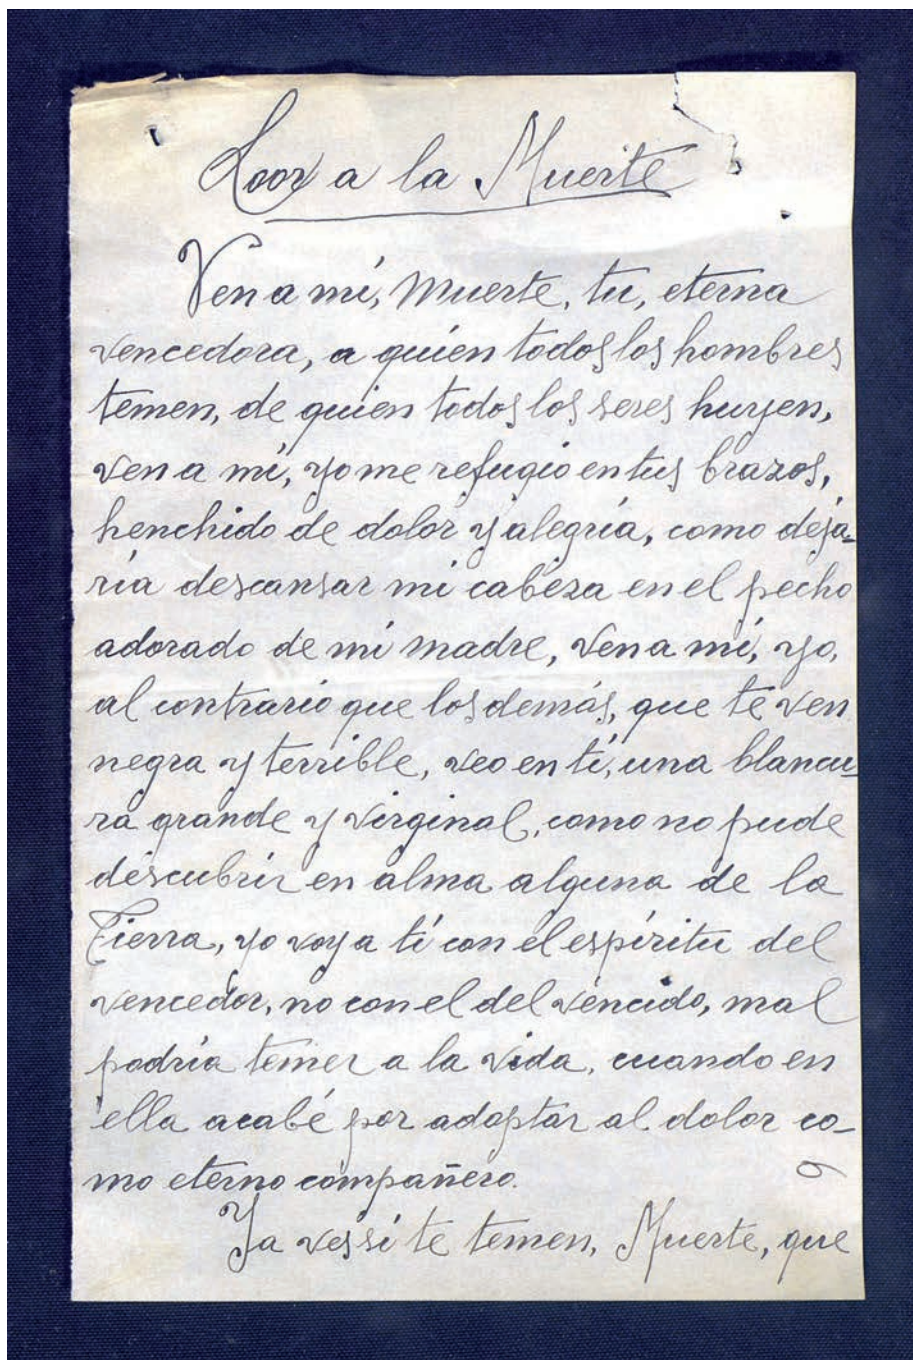 Loor a la Muerte
Ven a mí, Muerte, tu, eterna
vencedora, a quién todos los hombres
temen, de quien todos los seres huyen,
ven a mí, yo me refugio en tus brazos,
henchido de dolor y alegría, como deja-
ría descansar mi cabeza en el pecho
adorado de mi madre, ven a mí, yo,
al contrario que los demás, que te ven
negra y terrible, veo en tí, una blancu-
ra grande y virginal, como no pude
descubrir en alma alguna de la
Tierra, yo voy a tí con el espíritu del
vencedor, no con el del vencido, mal
podría temer a la vida, cuando en
ella acabé por adoptar al dolor co-
mo eterno compañero.
Ya ves si te temen, Muerte, que